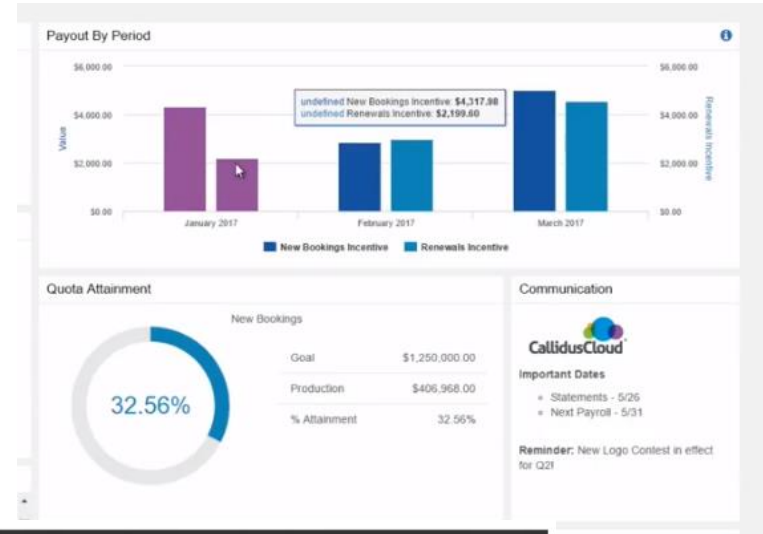 Payout By Period
$6,000.00
$4,000.00
$2,000.00
$0.00
Value
undefined New Bookings Incentive: $4,317.98
undefined Renewals Incentive: $2,199.60
$6,000.00
$4,000.00
$2,000.00
$0.00
Renewals Incentive
January 2017
February 2017
March 2017
New Bookings Incentive
Renewals Incentive
Quota Attainment
New Bookings
32.56%
Goal $1,250,000.00
Production $406,968.00
% Attainment 32.56%
Communication
CallidusCloud
Important Dates
Statements - 5/26
Next Payroll - 5/31
Reminder: New Logo Contest in effect
for Q2!